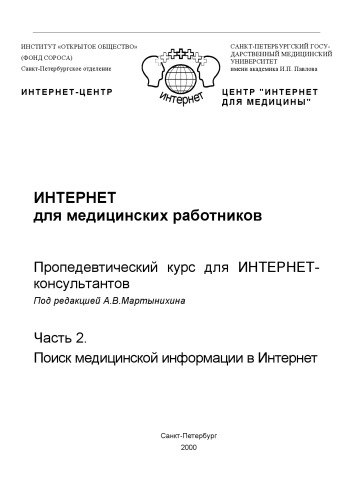 ИНСТИТУТ «ОТКРЫТОЕ ОБЩЕСТВО»
(ФОНД СОРОСА)
Санкт-Петербургское отделение
ИНТЕРНЕТ-ЦЕНТР
интернет
САНКТ-ПЕТЕРБУРГСКИЙ ГОСУ-
ДАРСТВЕННЫЙ МЕДИЦИНСКИЙ
УНИВЕРСИТЕТ
имени академика И.П. Павлова
ЦЕНТР "ИНТЕРНЕТ
ДЛЯ МЕДИЦИНЫ"
ИНТЕРНЕТ
для медицинских работников
Пропедевтический курс для ИНТЕРНЕТ-
консультантов
Под редакцией А.В.Мартынихина
Часть 2.
Поиск медицинской информации в Интернет
Санкт-Петербург
2000